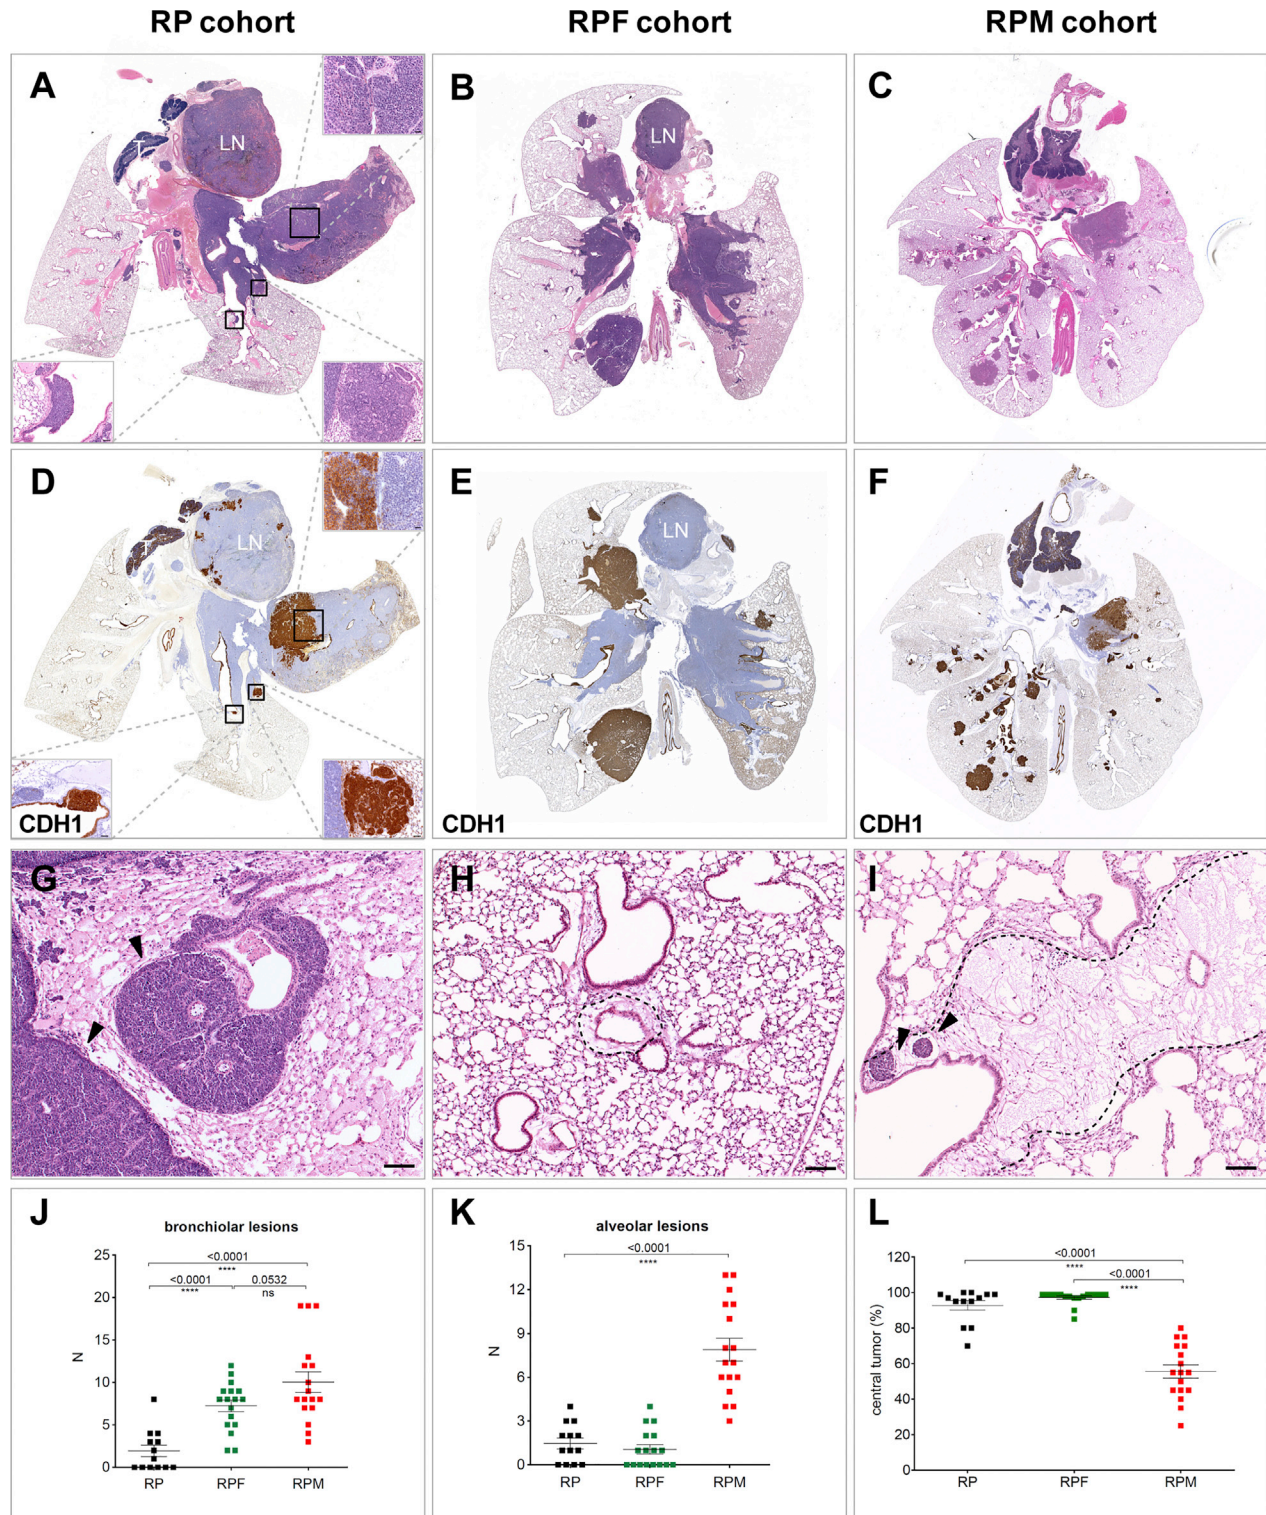 RP cohort
RPF cohort
RPM cohort
A
T
LN
B
LN
C
D
T
LN
CDH1
E
LN
CDH1
F
CDH1
G
H
I
J
bronchiolar lesions
<0.0001
****
<0.0001
0.0532
****
ns
25
20
15
10
5
0
N
RP
RPF
RPM
K
alveolar lesions
<0.0001
****
15
12
9
6
3
0
N
RP
RPF
RPM
L
<0.0001
****
<0.0001
****
120
100
80
60
40
20
0
central tumor (%)
RP
RPF
RPM